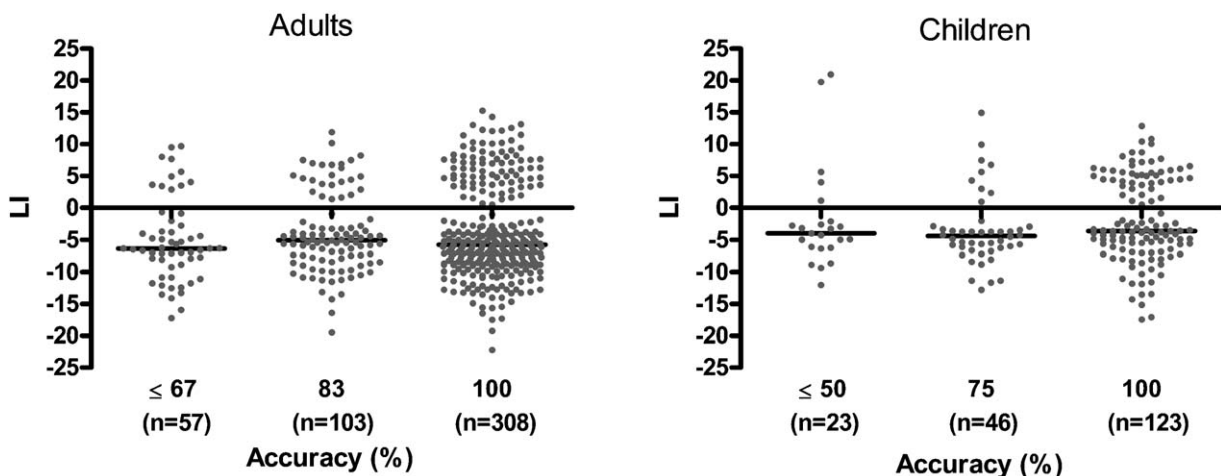 Adults
25
20
15
10
5
0
-5
-10
-15
-20
-25
LI
≤ 67 83 100
(n=57) (n=103) (n=308)
Accuracy (%)
Children
25
20
15
10
5
0
-5
-10
-15
-20
-25
LI
≤ 50 75 100
(n=23) (n=46) (n=123)
Accuracy (%)